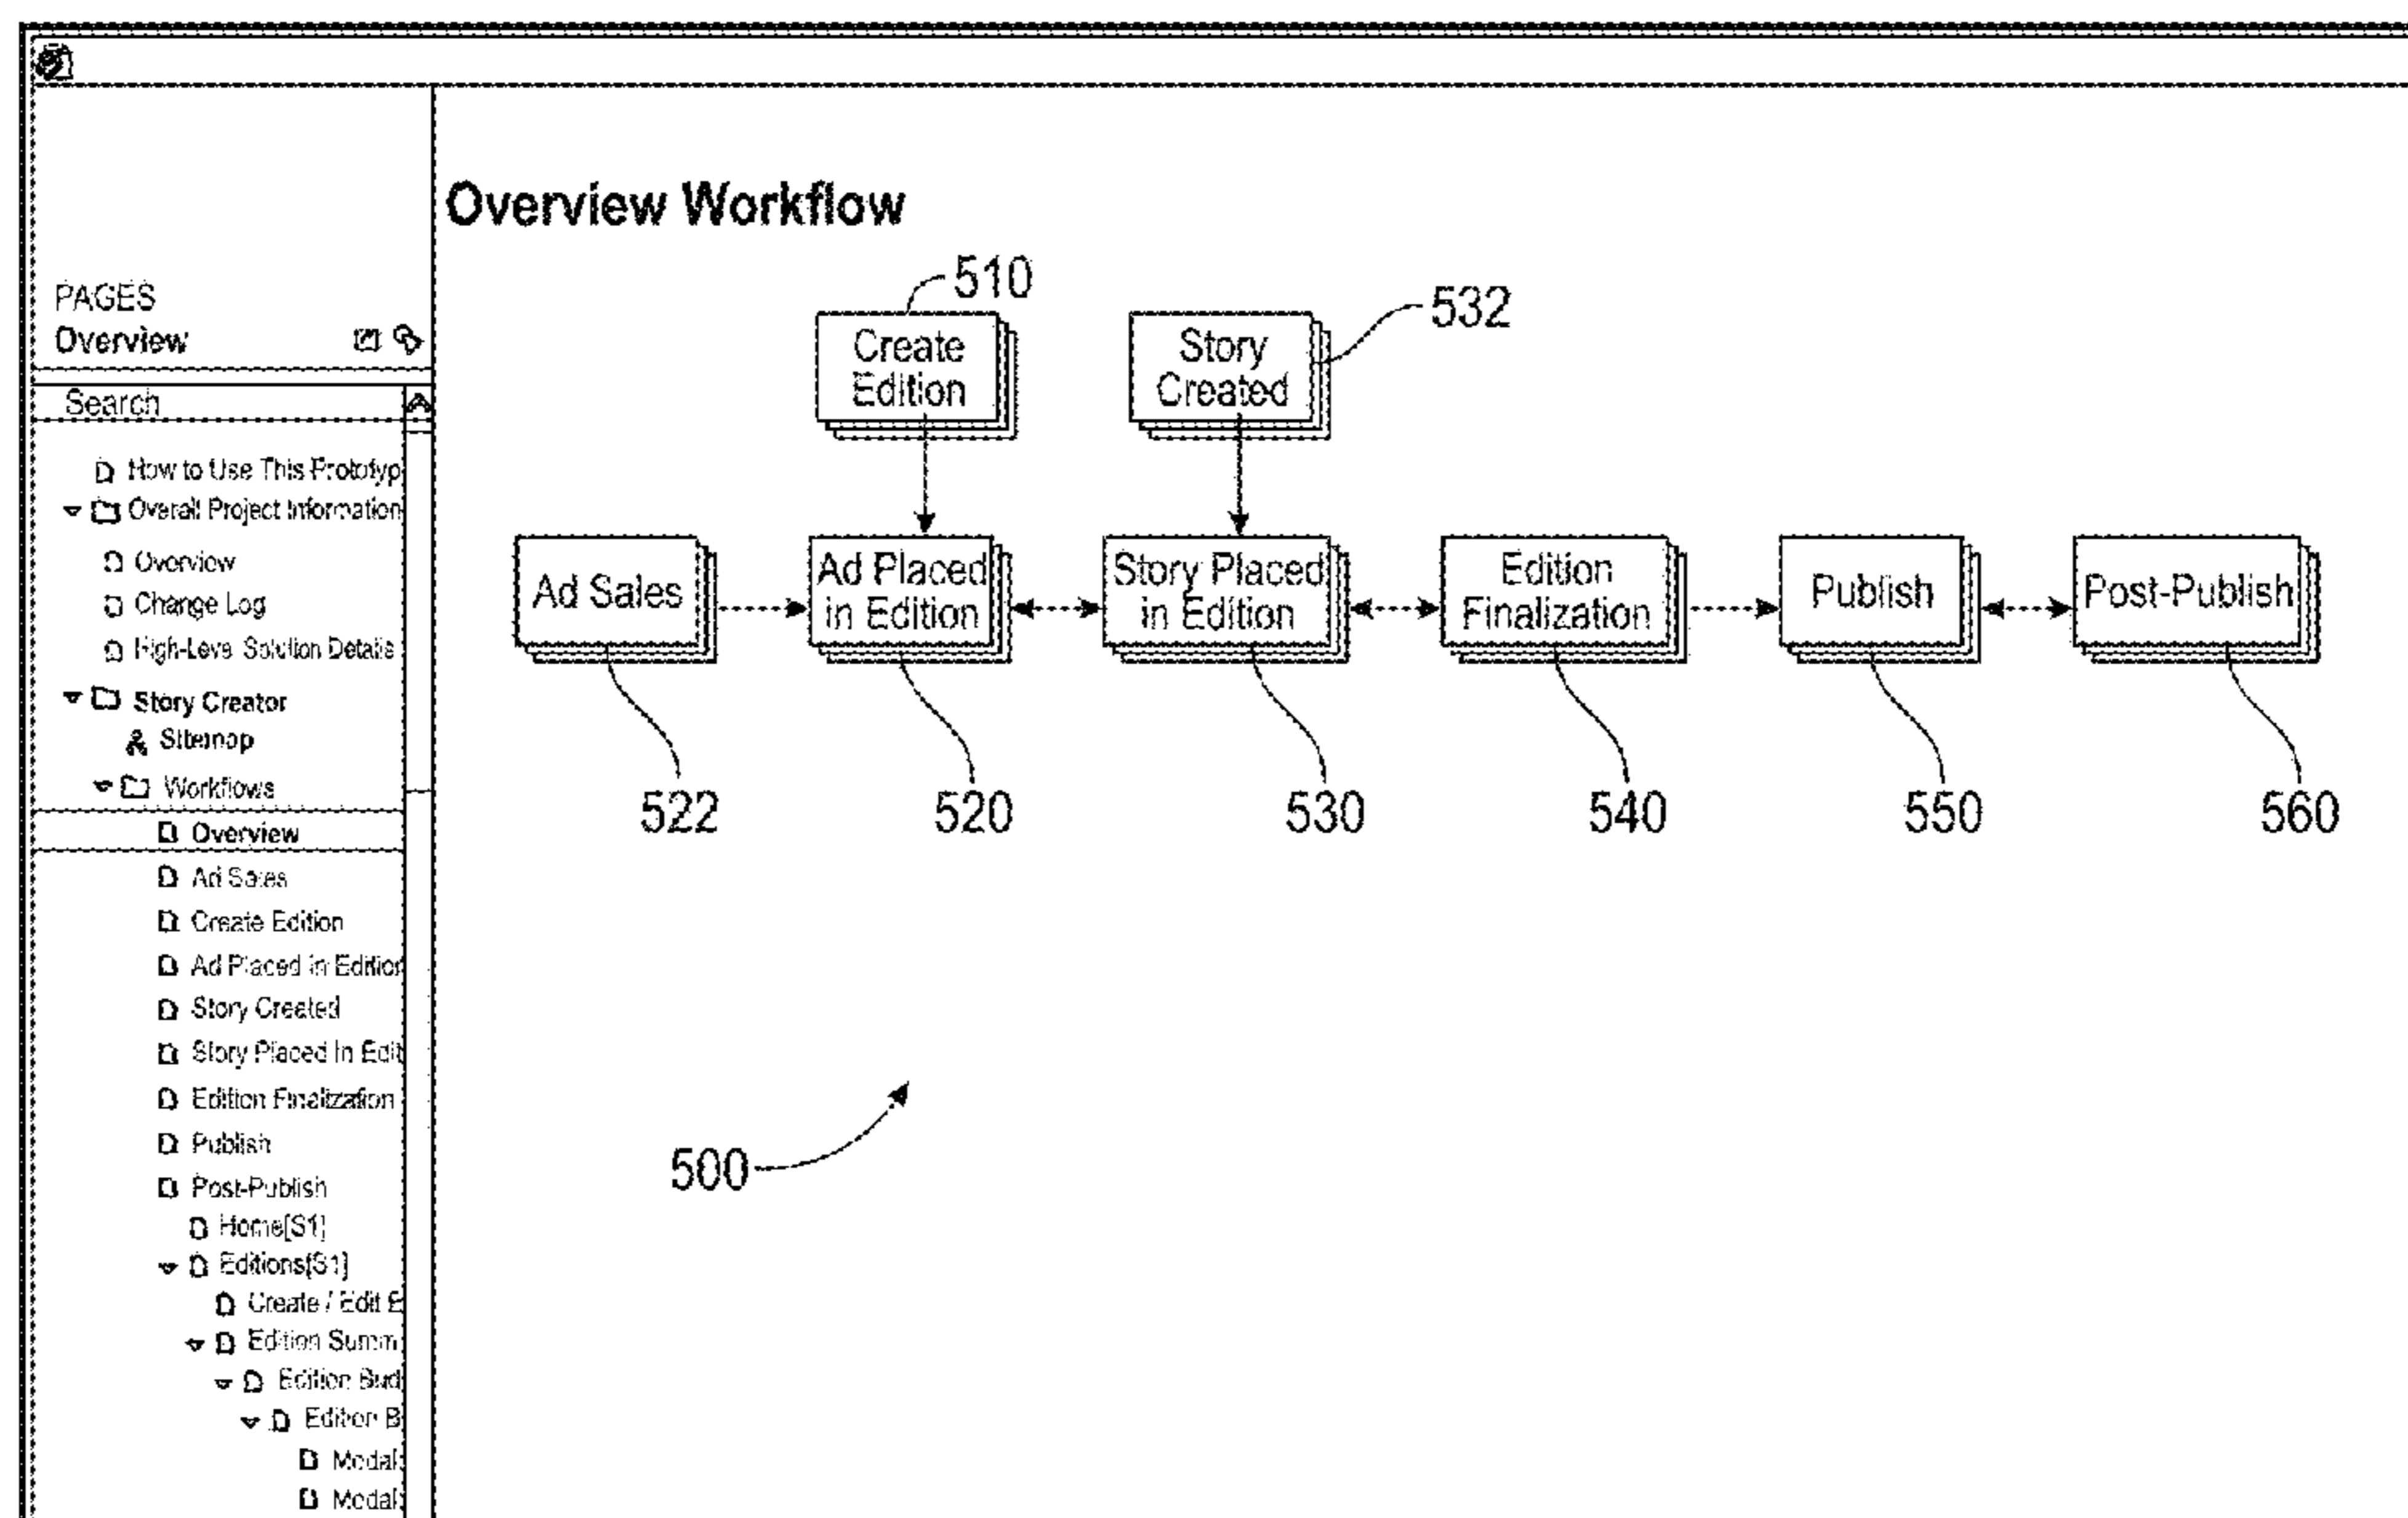 Overview Workflow
PAGES
Overview
Search
How to Use This Prototyp
Overall Project Information
Overview
Change Log
High-Level Solution Details
Story Creator
Sitemap
Workflows
Overview
Ad Sales
Create Edition
Ad Placed in Edition
Story Created
Story Placed in Edit
Edition Finalization
Publish
Post-Publish
Home[S1]
Editions[S1]
Create / Edit E
Edition Summ
Edition Bud
Edition B
Modal
Modal
510
532
Create
Edition
Story
Created
Ad Sales
Ad Placed
in Edition
Story Placed
in Edition
Edition
Finalization
Publish
Post-Publish
522
520
530
540
550
560
500